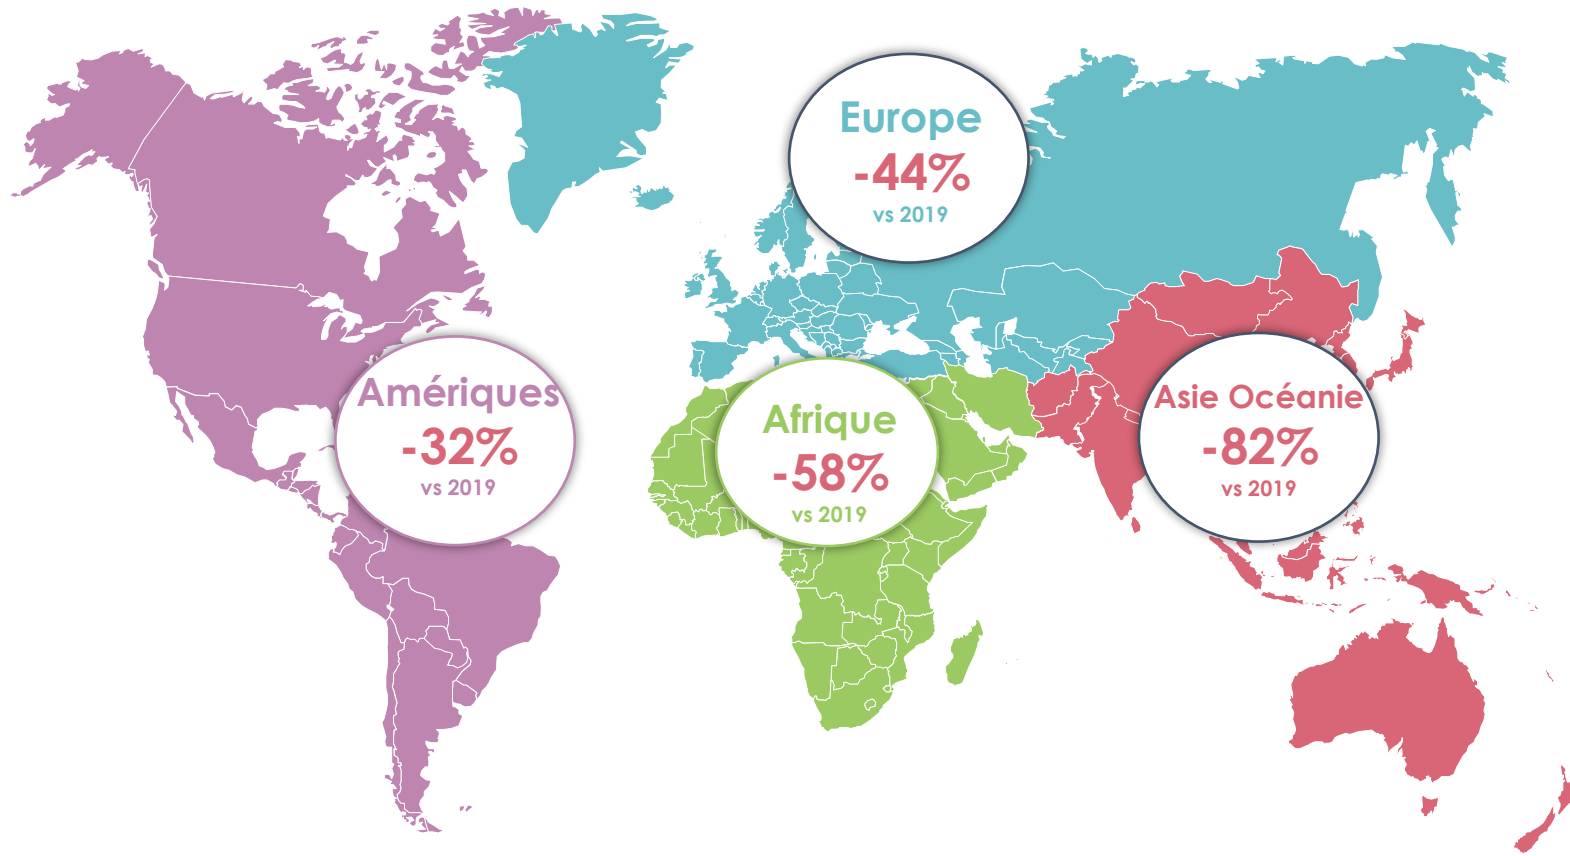 Europe
-44%
vs 2019
Amériques
-32%
vs 2019
Afrique
-58%
vs 2019
Asie Océanie
-82%
vs 2019